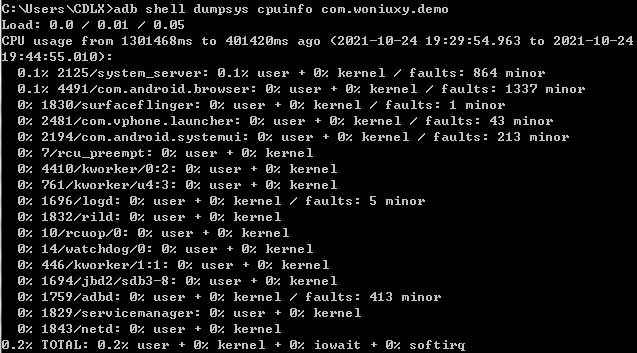 C:\Users\CDLX>adb shell dumpsys cpuinfo com.woniuxy.demo
Load: 0.0 / 0.01 / 0.05
CPU usage from 1301468ms to 401420ms ago (2021-10-24 19:29:54.963 to 2021-10-24
19:44:55.010):
  0.1% 2125/system_server: 0.1% user + 0% kernel / faults: 864 minor
  0.1% 4491/com.android.browser: 0% user + 0% kernel / faults: 1337 minor
  0% 1830/surfaceflinger: 0% user + 0% kernel / faults: 1 minor
  0% 2481/com.vphone.launcher: 0% user + 0% kernel / faults: 43 minor
  0% 2194/com.android.systemui: 0% user + 0% kernel / faults: 213 minor
  0% 7/rcu_preempt: 0% user + 0% kernel
  0% 4410/kworker/0:2: 0% user + 0% kernel
  0% 761/kworker/u4:3: 0% user + 0% kernel
  0% 1696/logd: 0% user + 0% kernel / faults: 5 minor
  0% 1832/rild: 0% user + 0% kernel
  0% 10/rcuop/0: 0% user + 0% kernel
  0% 14/watchdog/0: 0% user + 0% kernel
  0% 446/kworker/1:1: 0% user + 0% kernel
  0% 1694/jbd2/sdb3-8: 0% user + 0% kernel
  0% 1759/adbd: 0% user + 0% kernel / faults: 413 minor
  0% 1829/servicemanager: 0% user + 0% kernel
  0% 1843/netd: 0% user + 0% kernel
0.2% TOTAL: 0.2% user + 0% kernel + 0% iowait + 0% softirq